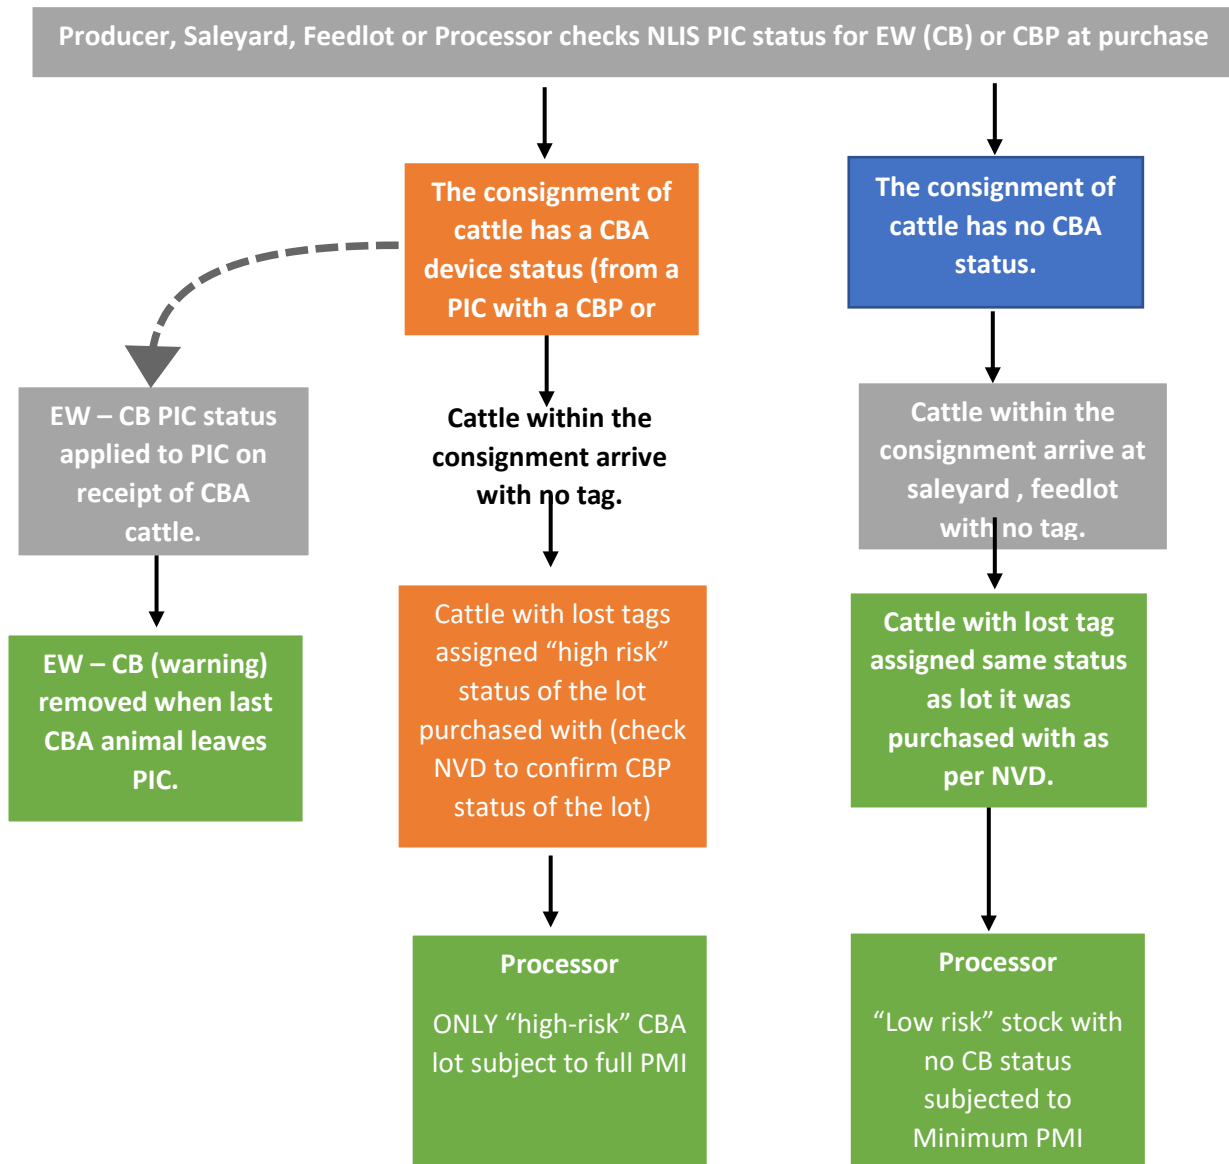 Producer, Saleyard, Feedlot or Processor checks NLIS PIC status for EW (CB) or CBP at purchase
The consignment of
cattle has a CBA
device status (from a
PIC with a CBP or
The consignment of
cattle has no CBA
status.
EW – CB PIC status
applied to PIC on
receipt of CBA
cattle.
Cattle within the
consignment arrive
with no tag.
Cattle within the
consignment arrive at
saleyard , feedlot
with no tag.
EW – CB (warning)
removed when last
CBA animal leaves
PIC.
Cattle with lost tags
assigned “high risk”
status of the lot
purchased with (check
NVD to confirm CBP
status of the lot)
Cattle with lost tag
assigned same status
as lot it was
purchased with as
per NVD.
Processor
ONLY “high-risk” CBA
lot subject to full PMI
Processor
“Low risk” stock with
no CB status
subjected to
Minimum PMI